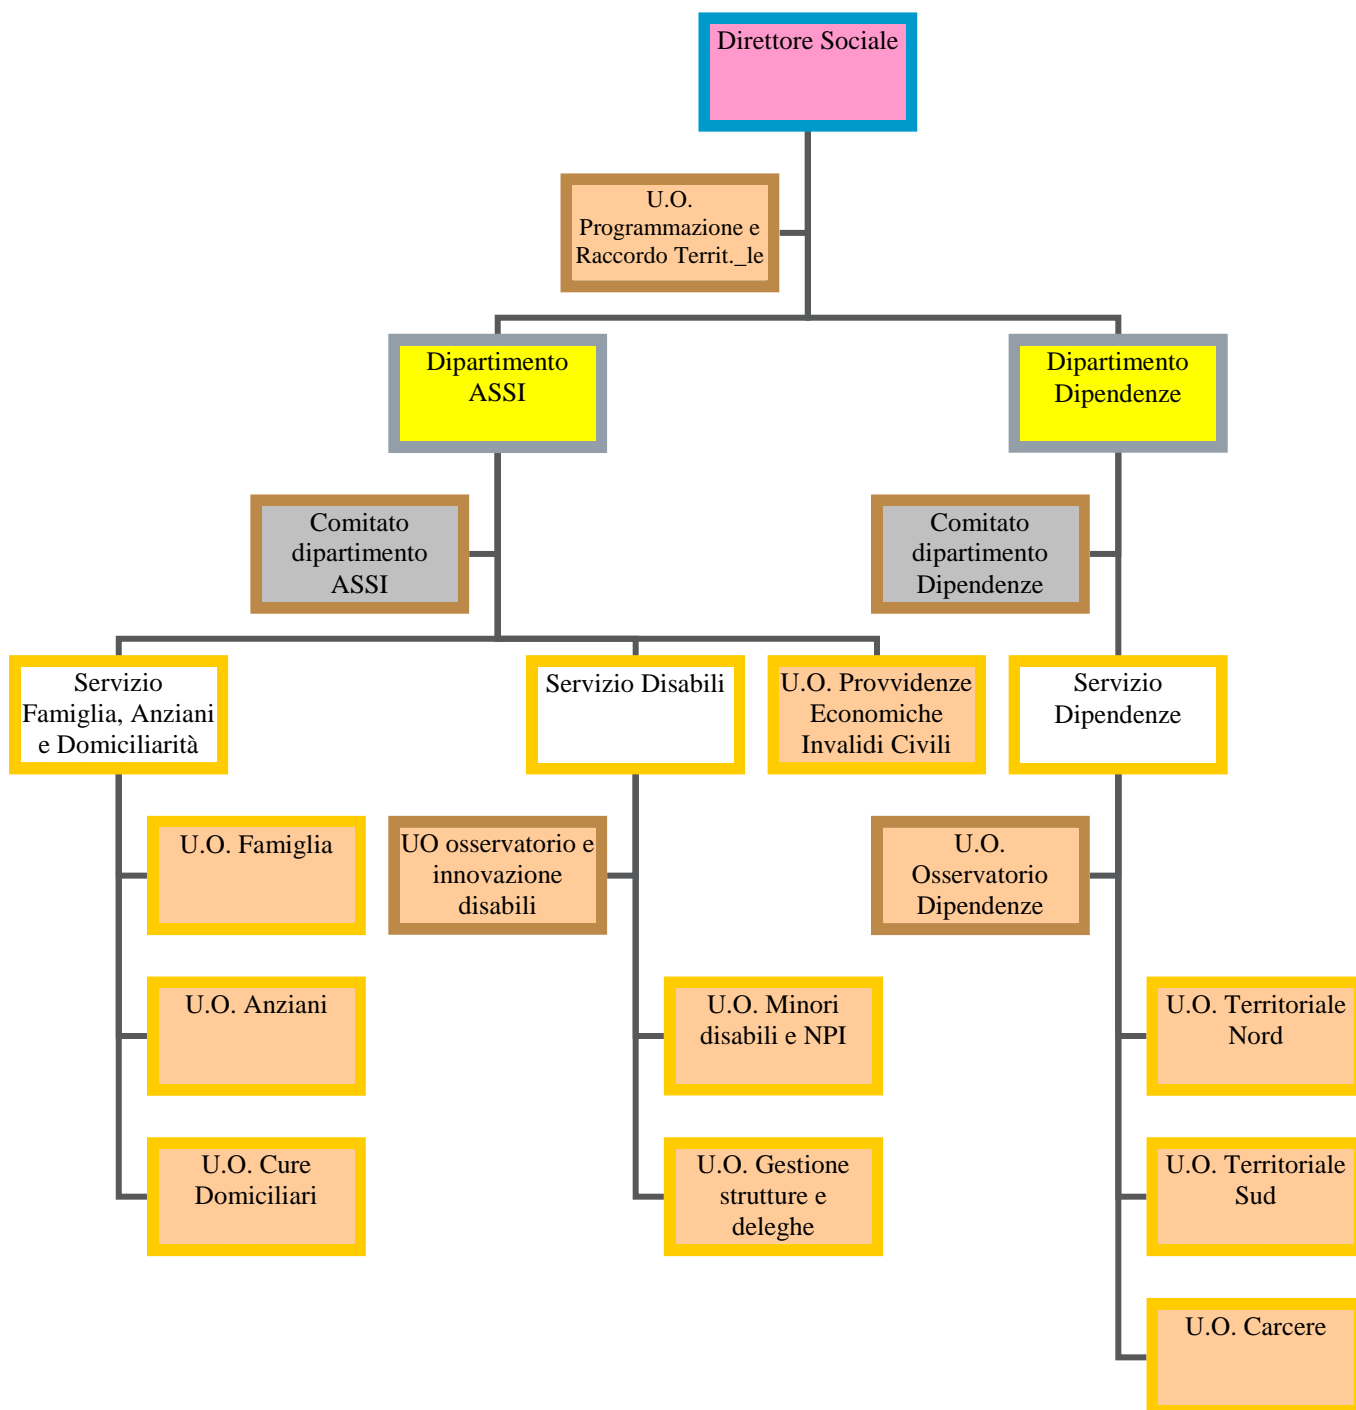 Direttore Sociale
U.O.
Programmazione e
Raccordo Territ._le
Dipartimento
ASSI
Dipartimento
Dipendenze
Comitato
dipartimento
ASSI
Comitato
dipartimento
Dipendenze
Servizio
Famiglia, Anziani
e Domiciliarità
Servizio Disabili
U.O. Provvidenze
Economiche
Invalidi Civili
Servizio
Dipendenze
U.O. Famiglia
UO osservatorio e
innovazione
disabili
U.O.
Osservatorio
Dipendenze
U.O. Anziani
U.O. Minori
disabili e NPI
U.O. Territoriale
Nord
U.O. Cure
Domiciliari
U.O. Gestione
strutture e
deleghe
U.O. Territoriale
Sud
U.O. Carcere